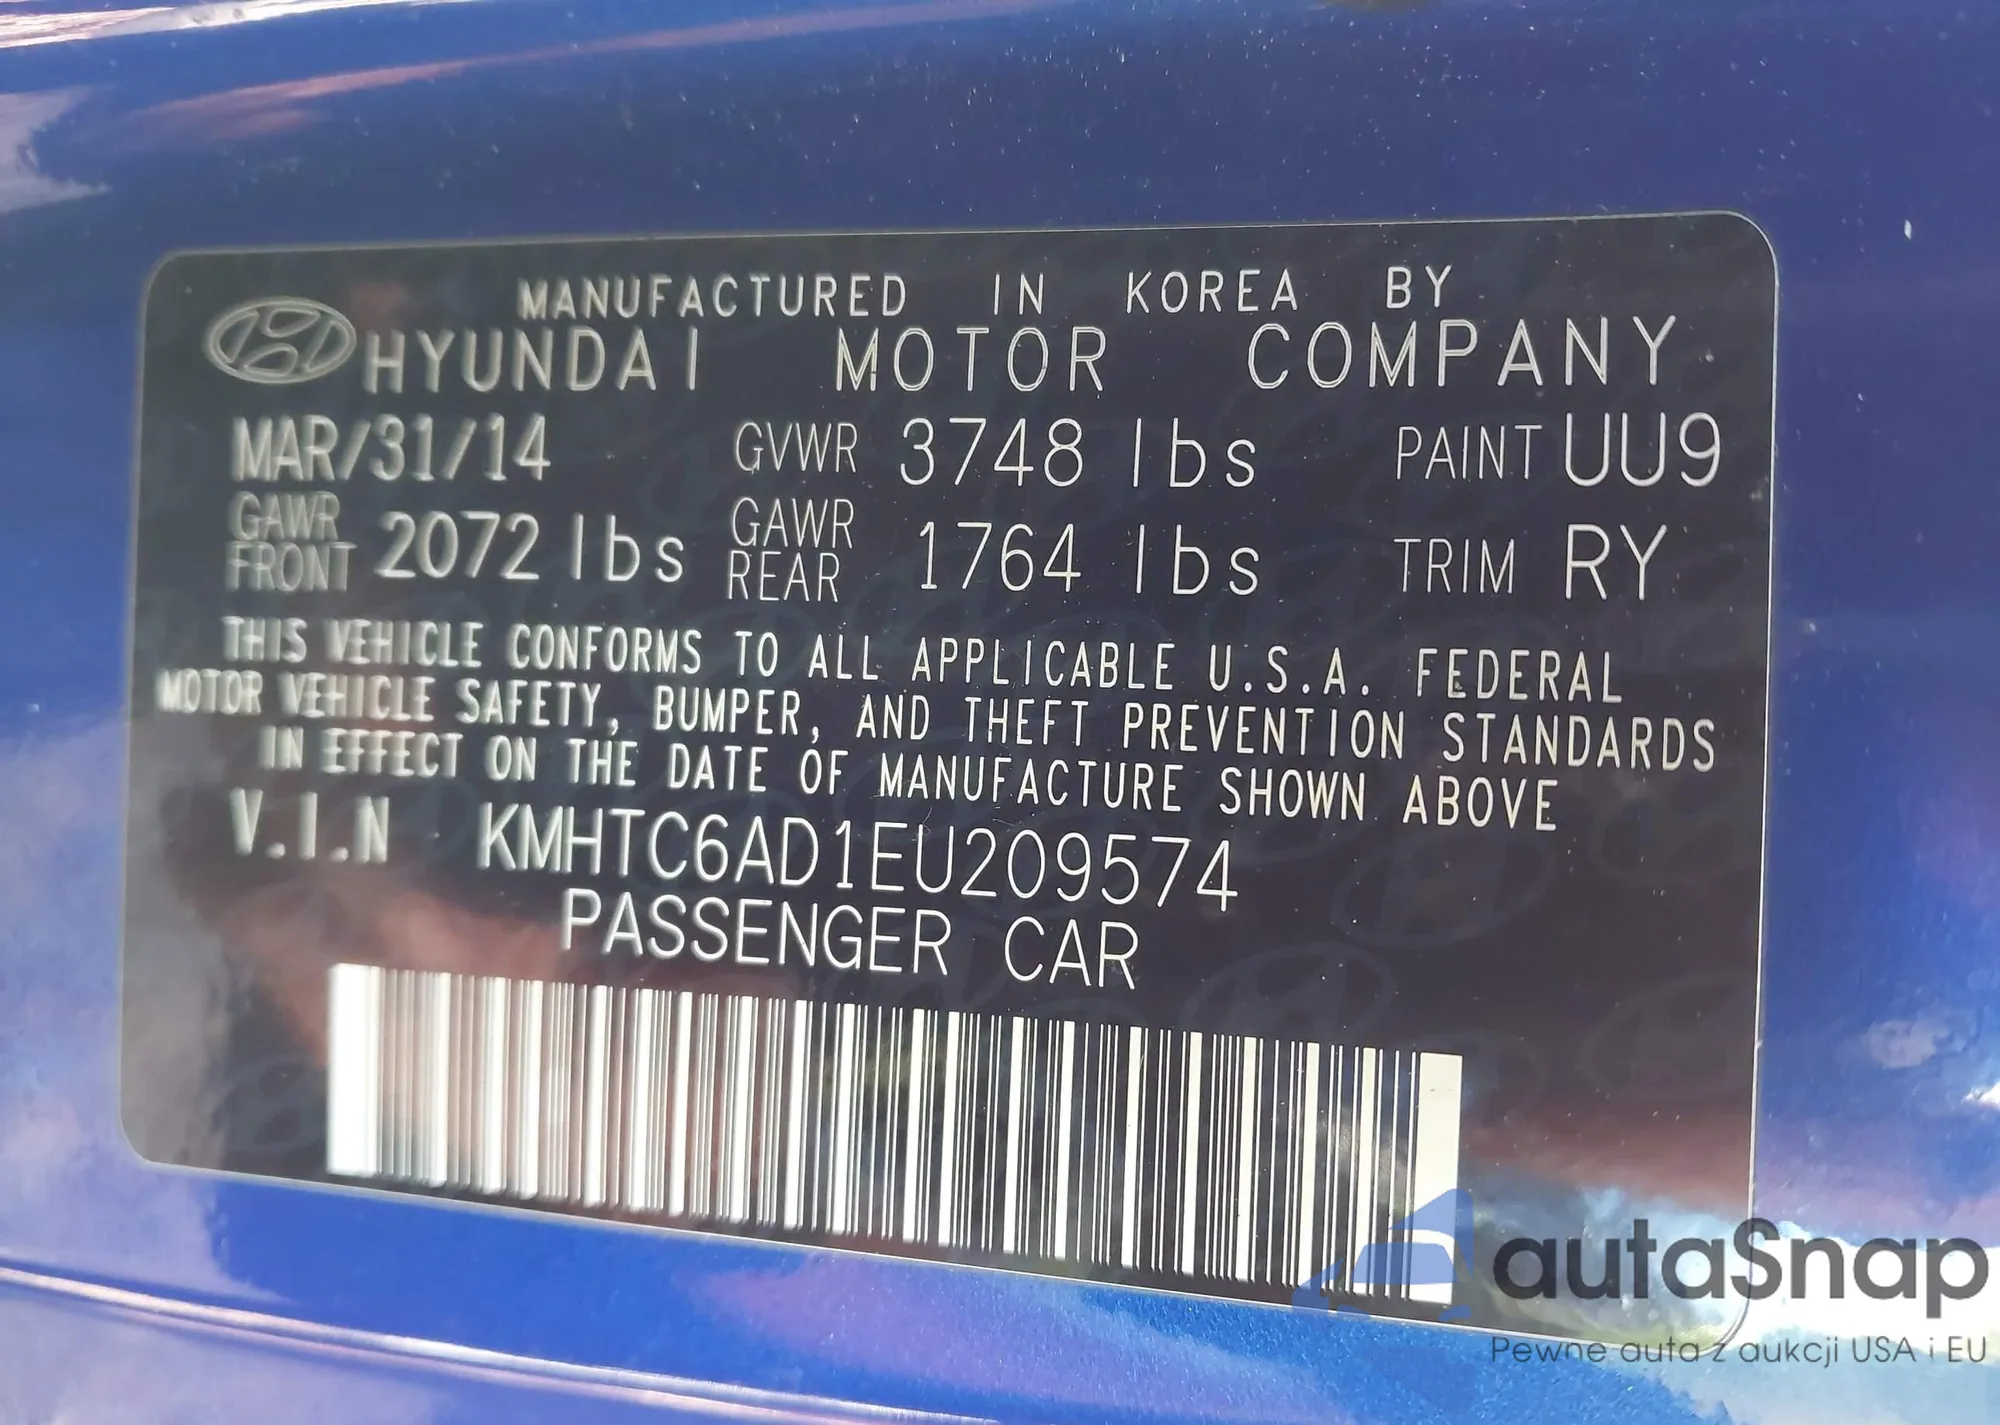 MANUFACTURED IN KOREA BY
HYUNDAI MOTOR COMPANY
MAR/31/14 GVWR 3748 lbs PAINT UU9
GAWR FRONT 2072 lbs GAWR REAR 1764 lbs TRIM RY
THIS VEHICLE CONFORMS TO ALL APPLICABLE U.S.A. FEDERAL
MOTOR VEHICLE SAFETY, BUMPER, AND THEFT PREVENTION STANDARDS
IN EFFECT ON THE DATE OF MANUFACTURE SHOWN ABOVE
V.I.N KMHTC6AD1EU209574
PASSENGER CAR
autaSnap
Pewne auta z aukcji USA i EU